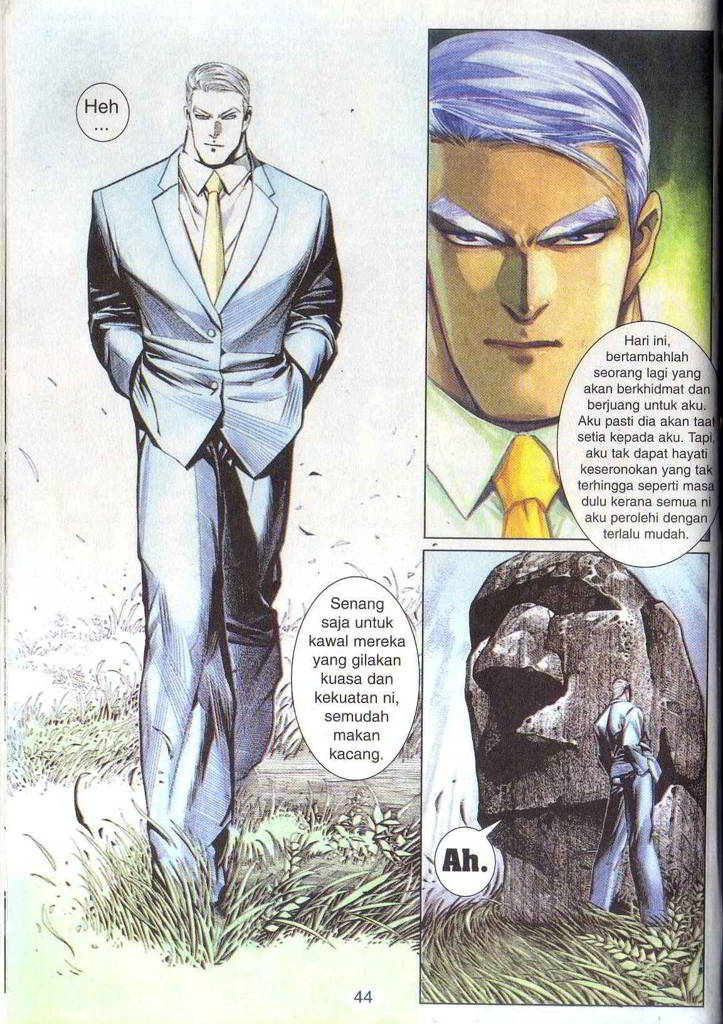 Heh
...
Senang
saja untuk
kawal mereka
yang gilakan
kuasa dan
kekuatan ni,
semudah
makan
kacang.
Hari ini,
bertambahlah
seorang lagi yang
akan berkhidmat dan
berjuang untuk aku.
Aku pasti dia akan taat
setia kepada aku. Tapi,
aku tak dapat hayati
keseronokan yang tak
terhingga seperti masa
dulu kerana semua ni
aku perolehi dengan
terlalu mudah.
Ah.
44